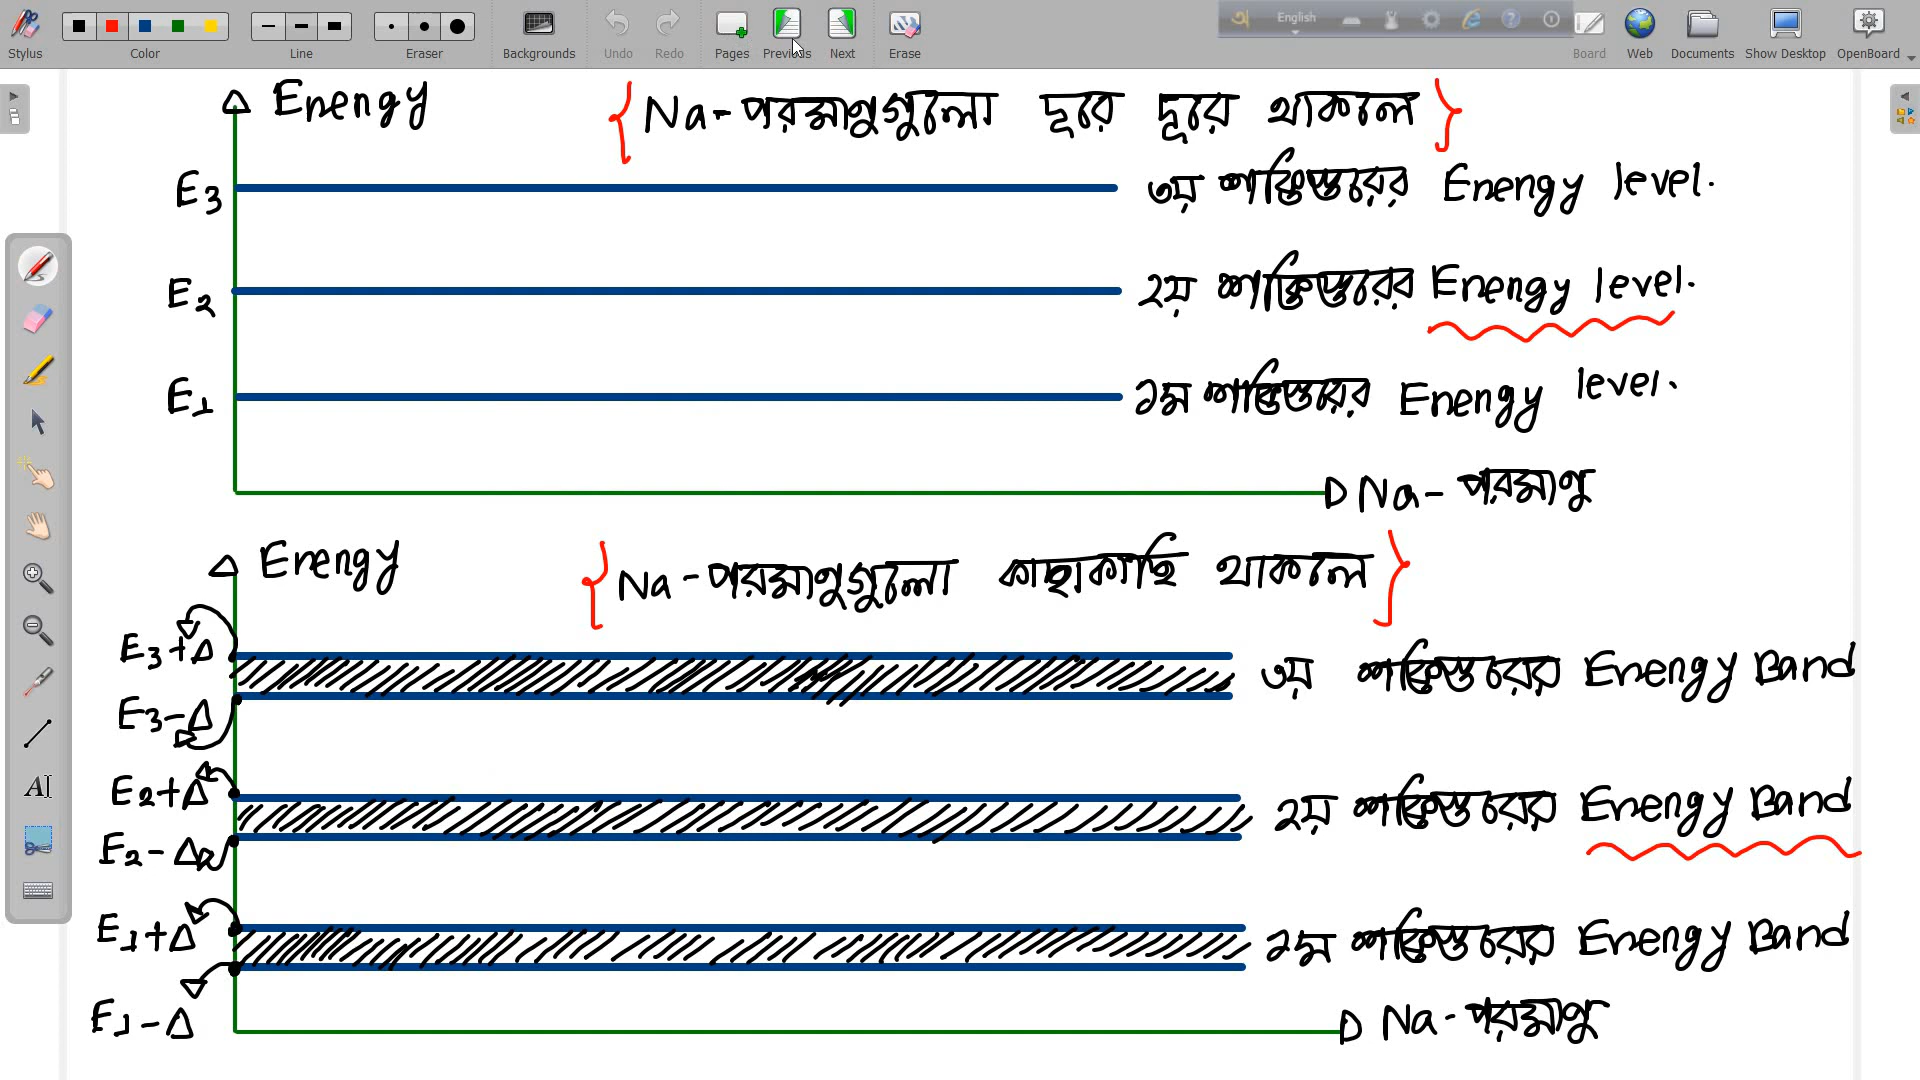 Stylus
Color
Line
Eraser
Backgrounds
Undo
Redo
Pages
Previous
Next
Erase
English
Board
Web
Documents
Show Desktop
OpenBoard
Energy
{Na-পরমাণুগুলো দূরে দূরে থাকলে}
E3
৩য় শক্তিস্তরের Energy level.
E2
২য় শক্তিস্তরের Energy level.
E1
১ম শক্তিস্তরের Energy level.
Na- পরমাণু
Energy
{Na-পরমাণুগুলো কাছাকাছি থাকলে}
E3+Δ
৩য় শক্তিস্তরের Energy Band
E3-Δ
E2+Δ
২য় শক্তিস্তরের Energy Band
E2-Δ
E1+Δ
১ম শক্তিস্তরের Energy Band
E1-Δ
Na-পরমাণু